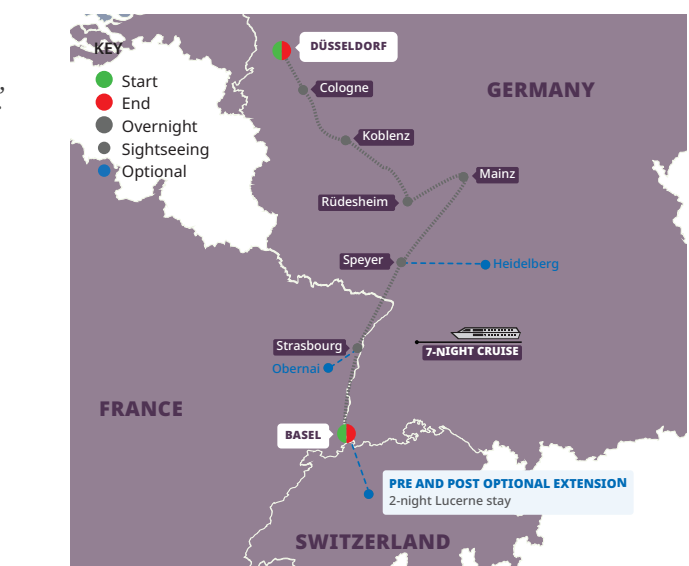 KEY
Start
End
Overnight
Sightseeing
Optional
DÜSSELDORF
Cologne
GERMANY
Koblenz
Mainz
Rüdesheim
Speyer
Heidelberg
7-NIGHT CRUISE
Strasbourg
Obernai
FRANCE
BASEL
PRE AND POST OPTIONAL EXTENSION
2-night Lucerne stay
SWITZERLAND